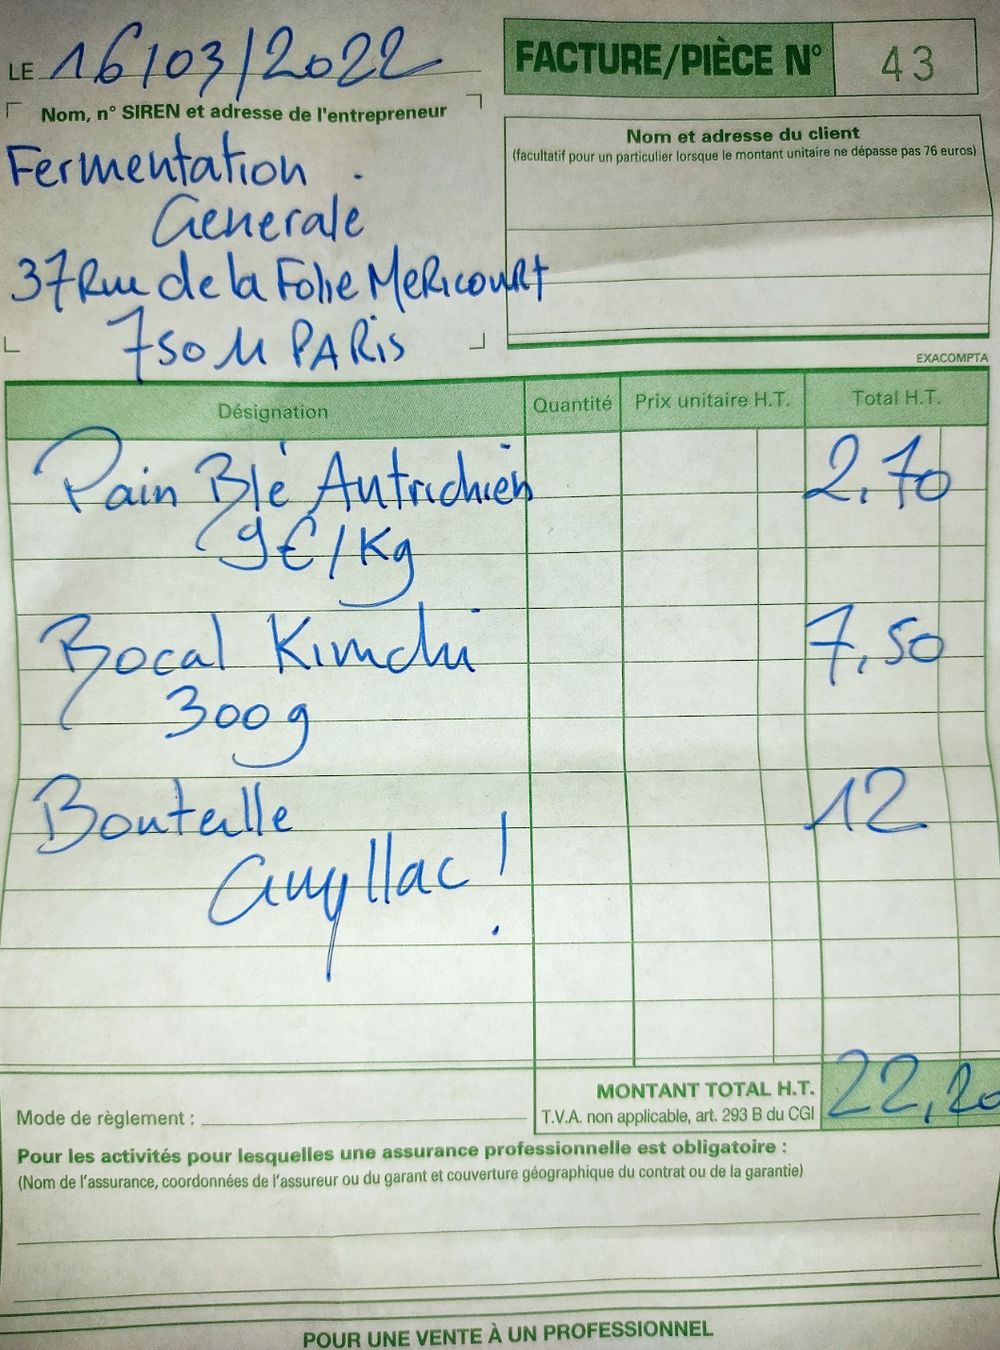 LE 16/03/2022
FACTURE/PIÈCE N° 43
Nom, n° SIREN et adresse de l'entrepreneur
Fermentation
Generale
37 Rue de la Folie MeRicouRt
75011 PARis
Nom et adresse du client
(facultatif pour un particulier lorsque le montant unitaire ne dépasse pas 76 euros)
EXACOMPTA
Désignation Quantité Prix unitaire H.T. Total H.T.
Pain Blé Autrichien 2,70
9€/Kg
Bocal Kimchi 7,50
300g
Bouteille 12
!
MONTANT TOTAL H.T. 22,20
T.V.A. non applicable, art. 293 B du CGI
Mode de règlement :
Pour les activités pour lesquelles une assurance professionnelle est obligatoire :
(Nom de l'assurance, coordonnées de l'assureur ou du garant et couverture géographique du contrat ou de la garantie)
POUR UNE VENTE À UN PROFESSIONNEL